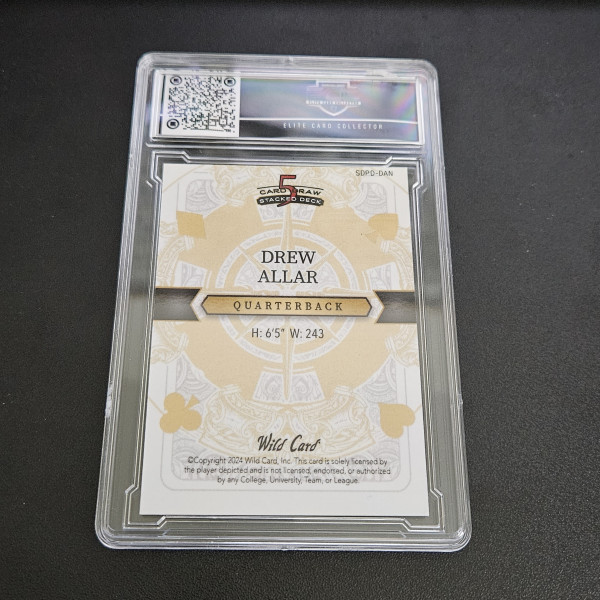 ELITE CARD COLLECTOR
SDPD-DAN
5
CARD DRAW
STACKED DECK
DREW
ALLAR
QUARTERBACK
H: 6'5" W: 243
Wild Card
©Copyright 2024 Wild Card, Inc. This card is solely licensed by
the player depicted and is not licensed, endorsed, or authorized
by any College, University, Team, or League.